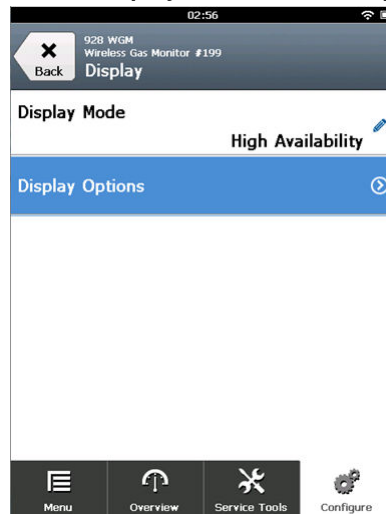 02:56
928 WGM
Wireless Gas Monitor #199
Back
Display
Display Mode
High Availability
Display Options
Menu
Overview
Service Tools
Configure